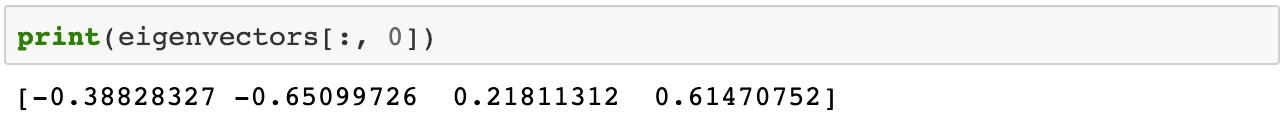 print(eigenvectors[:, 0])
[-0.38828327 -0.65099726  0.21811312  0.61470752]